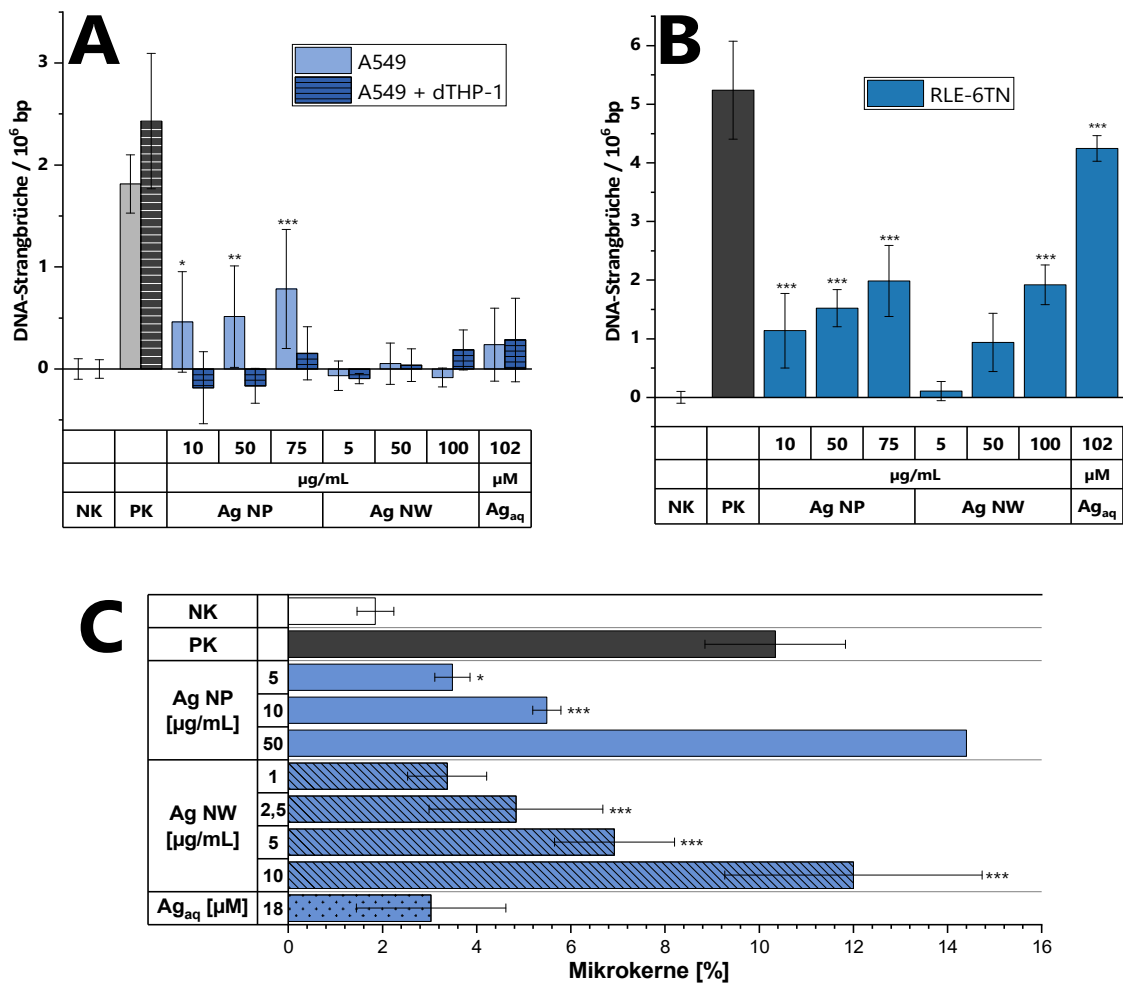 A
DNA-Strangbrüche / 10⁶ bp
3
2
1
0
A549
A549 + dTHP-1
*
**
***
10 50 75 5 50 100 102
µg/mL µM
NK PK Ag NP Ag NW Agaq
B
DNA-Strangbrüche / 10⁶ bp
6
5
4
3
2
1
0
RLE-6TN
***
***
***
***
***
10 50 75 5 50 100 102
µg/mL µM
NK PK Ag NP Ag NW Agaq
C
NK
PK
Ag NP
[µg/mL]
5
*
10
***
50
Ag NW
[µg/mL]
1
2,5
***
5
***
10
***
Agaq [µM] 18
0 2 4 6 8 10 12 14 16
Mikrokerne [%]